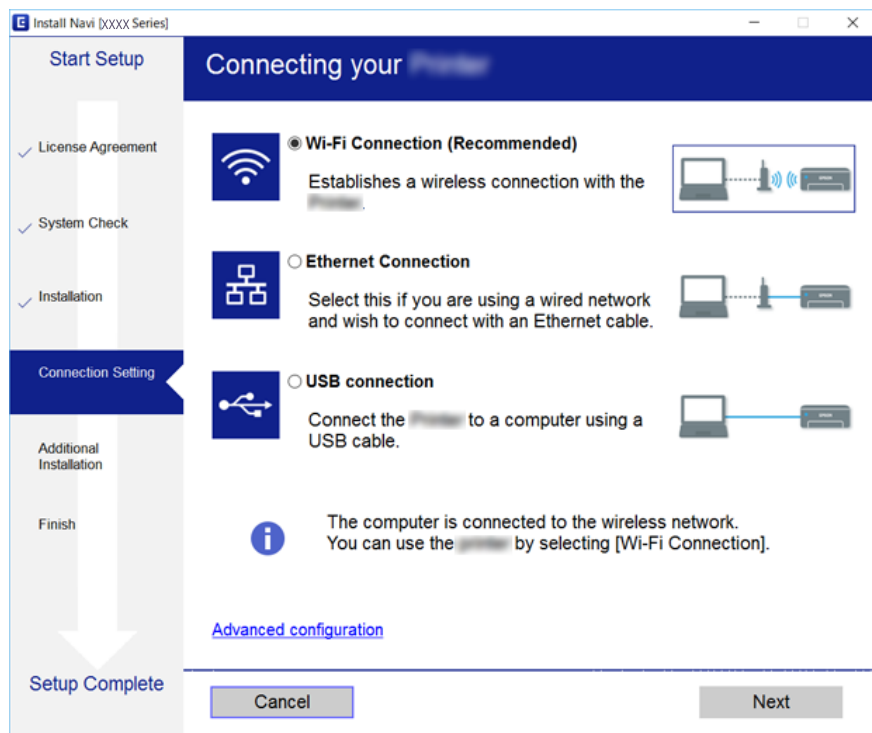 Install Navi [XXXX Series]
Start Setup
License Agreement
System Check
Installation
Connection Setting
Additional
Installation
Finish
Setup Complete
Connecting your
Wi-Fi Connection (Recommended)
Establishes a wireless connection with the
.
Ethernet Connection
Select this if you are using a wired network
and wish to connect with an Ethernet cable.
USB connection
Connect the to a computer using a
USB cable.
The computer is connected to the wireless network.
You can use the by selecting [Wi-Fi Connection].
Advanced configuration
Cancel
Next